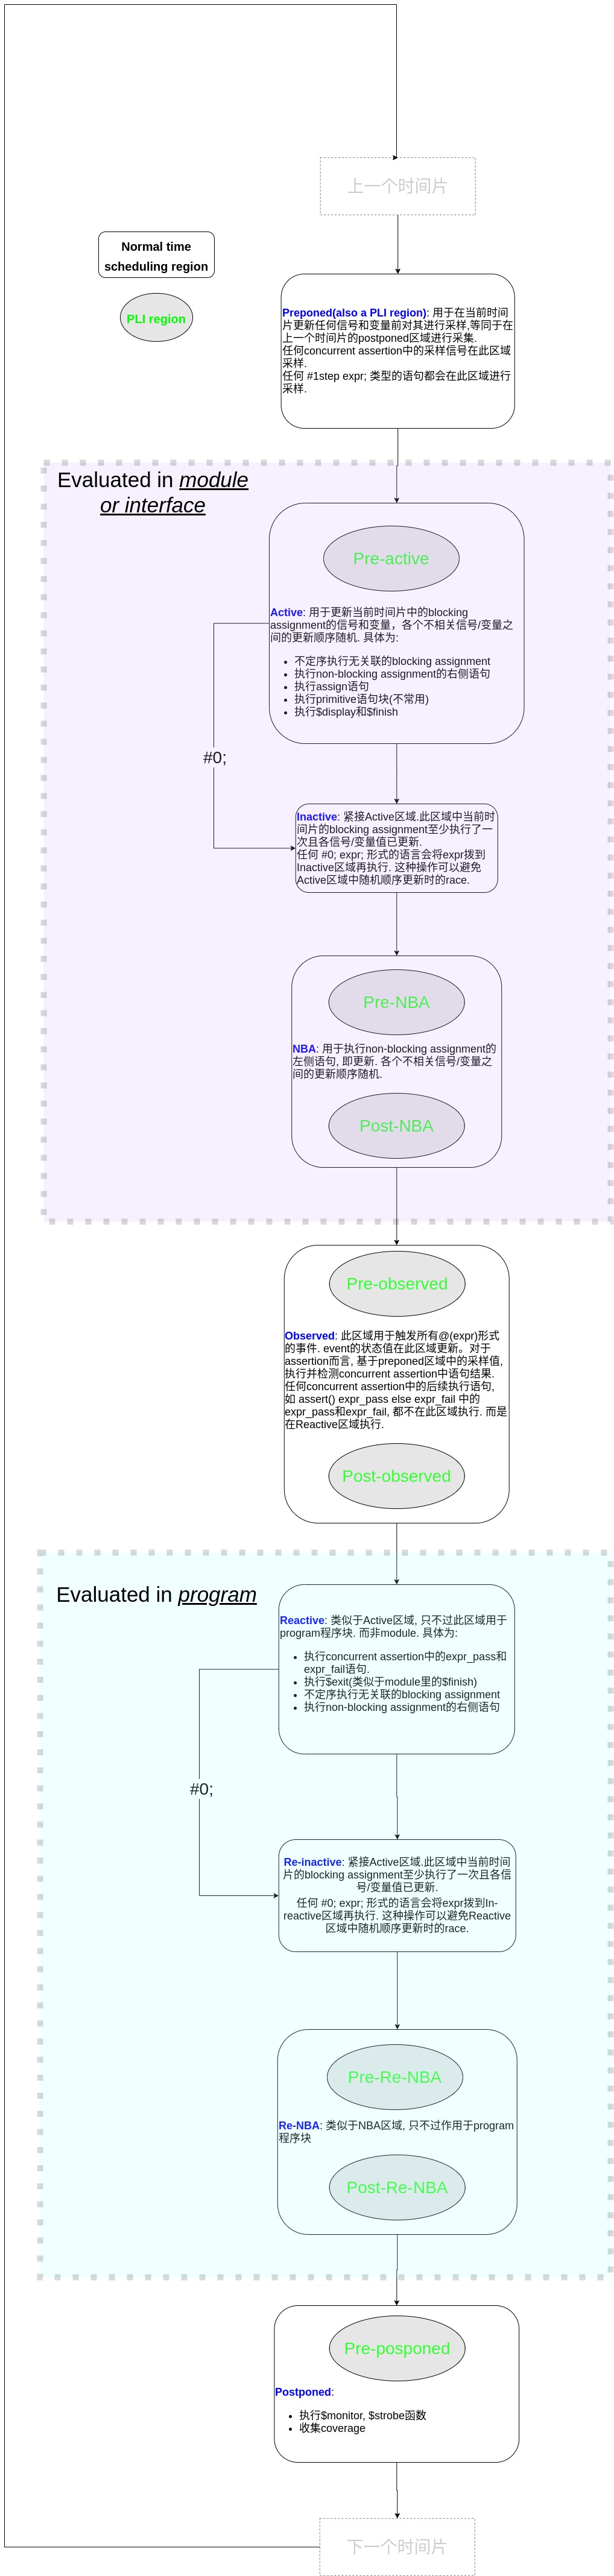 上一个时间片
Normal time
scheduling region
PLI region
Preponed(also a PLI region): 用于在当前时间
片更新任何信号和变量前对其进行采样,等同于在
上一个时间片的postponed区域进行采集.
任何concurrent assertion中的采样信号在此区域
采样.
任何 #1step expr; 类型的语句都会在此区域进行
采样.
Evaluated in module
or interface
Pre-active
Active: 用于更新当前时间片中的blocking
assignment的信号和变量，各个不相关信号/变量之
间的更新顺序随机. 具体为:
• 不定序执行无关联的blocking assignment
• 执行non-blocking assignment的右侧语句
• 执行assign语句
• 执行primitive语句块(不常用)
• 执行$display和$finish
#0;
Inactive: 紧接Active区域.此区域中当前时
间片的blocking assignment至少执行了一
次且各信号/变量值已更新.
任何 #0; expr; 形式的语言会将expr拨到
Inactive区域再执行. 这种操作可以避免
Active区域中随机顺序更新时的race.
Pre-NBA
NBA: 用于执行non-blocking assignment的
左侧语句, 即更新. 各个不相关信号/变量之
间的更新顺序随机.
Post-NBA
Pre-observed
Observed: 此区域用于触发所有@(expr)形式
的事件. event的状态值在此区域更新。对于
assertion而言, 基于preponed区域中的采样值,
执行并检测concurrent assertion中语句结果.
任何concurrent assertion中的后续执行语句,
如 assert() expr_pass else expr_fail 中的
expr_pass和expr_fail, 都不在此区域执行. 而是
在Reactive区域执行.
Post-observed
Evaluated in program
Reactive: 类似于Active区域, 只不过此区域用于
program程序块. 而非module. 具体为:
• 执行concurrent assertion中的expr_pass和
expr_fail语句.
• 执行$exit(类似于module里的$finish)
• 不定序执行无关联的blocking assignment
• 执行non-blocking assignment的右侧语句
#0;
Re-inactive: 紧接Active区域.此区域中当前时间
片的blocking assignment至少执行了一次且各信
号/变量值已更新.
任何 #0; expr; 形式的语言会将expr拨到In-
reactive区域再执行. 这种操作可以避免Reactive
区域中随机顺序更新时的race.
Pre-Re-NBA
Re-NBA: 类似于NBA区域, 只不过作用于program
程序块
Post-Re-NBA
Pre-posponed
Postponed:
• 执行$monitor, $strobe函数
• 收集coverage
下一个时间片